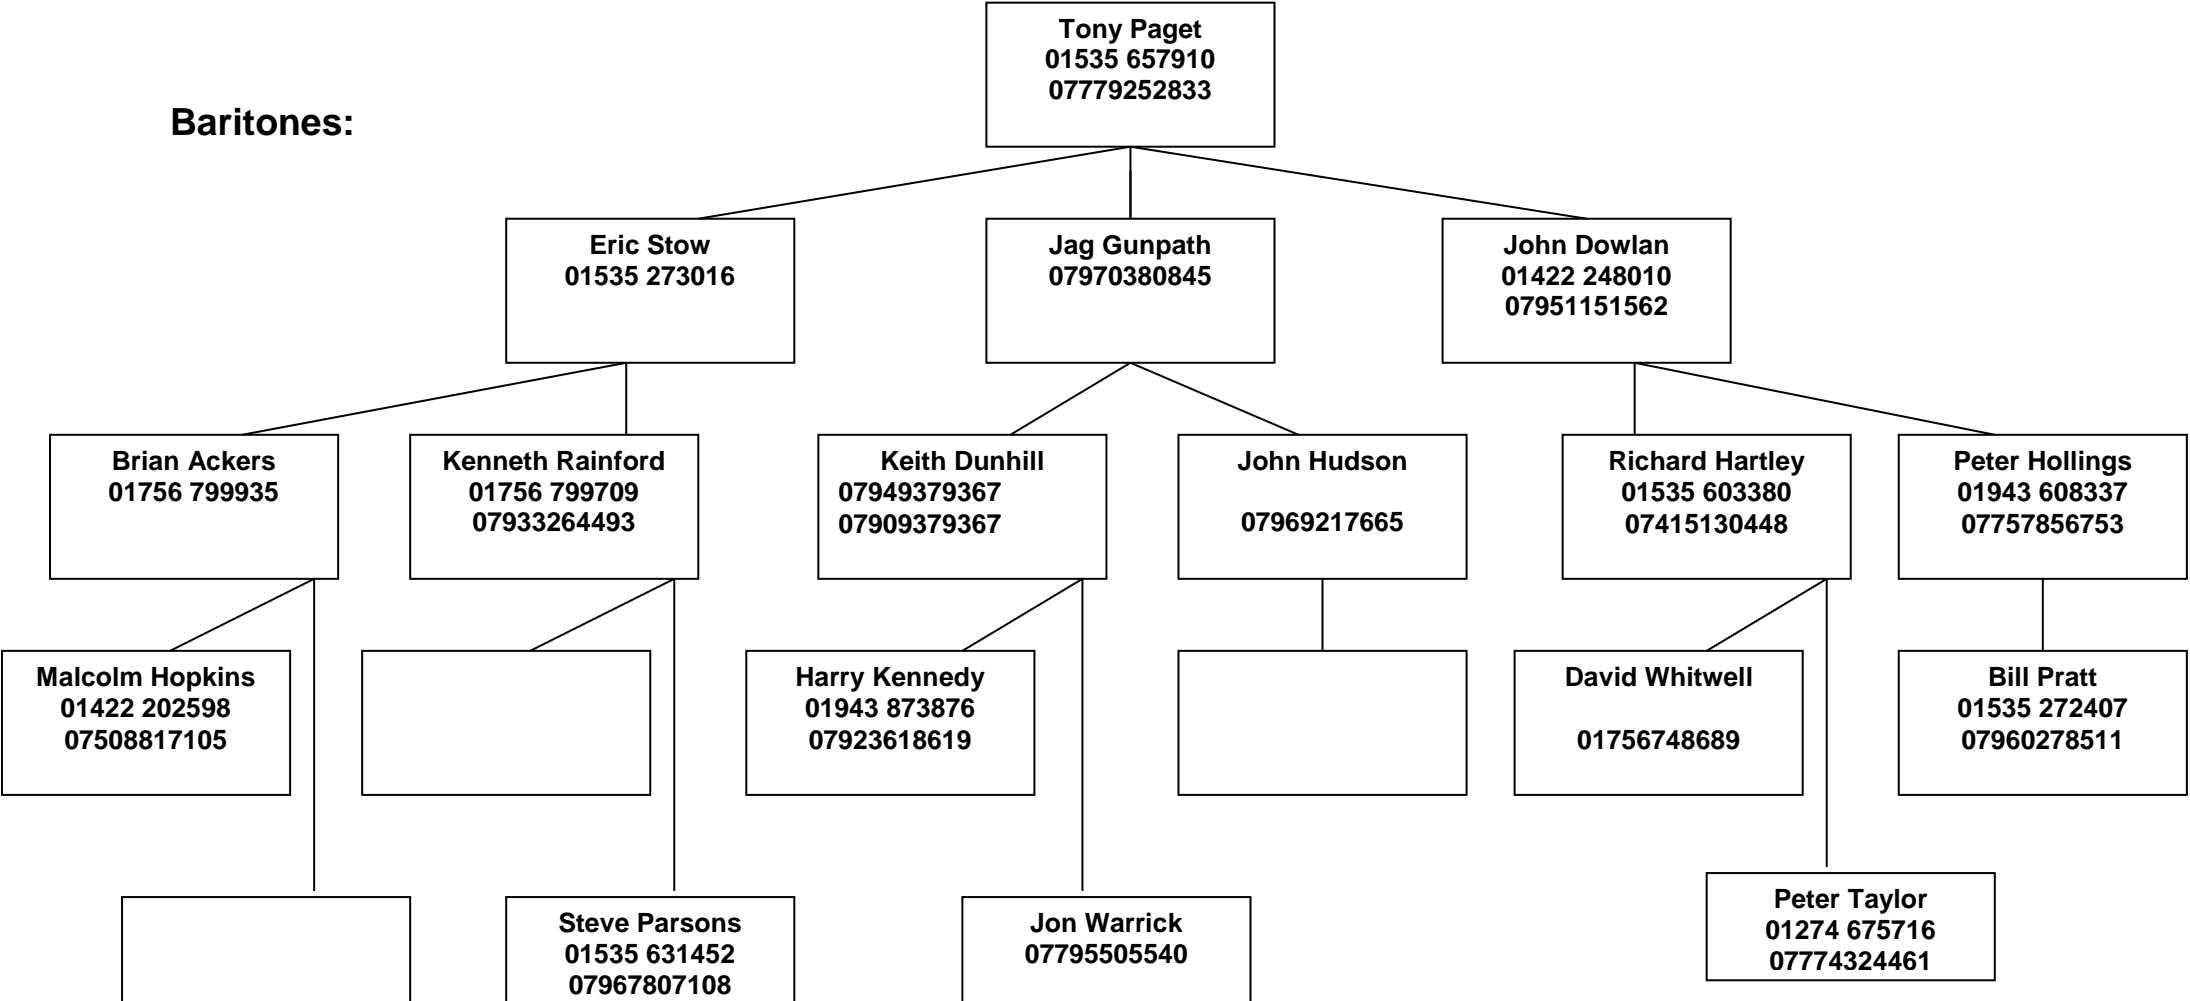 Tony Paget
01535 657910
07779252833
Baritones:
Eric Stow
01535 273016
Jag Gunpath
07970380845
John Dowlan
01422 248010
07951151562
Brian Ackers
01756 799935
Kenneth Rainford
01756 799709
07933264493
Keith Dunhill
07949379367
07909379367
John Hudson
07969217665
Richard Hartley
01535 603380
07415130448
Peter Hollings
01943 608337
07757856753
Malcolm Hopkins
01422 202598
07508817105
Harry Kennedy
01943 873876
07923618619
David Whitwell
01756748689
Bill Pratt
01535 272407
07960278511
Steve Parsons
01535 631452
07967807108
Jon Warrick
07795505540
Peter Taylor
01274 675716
07774324461